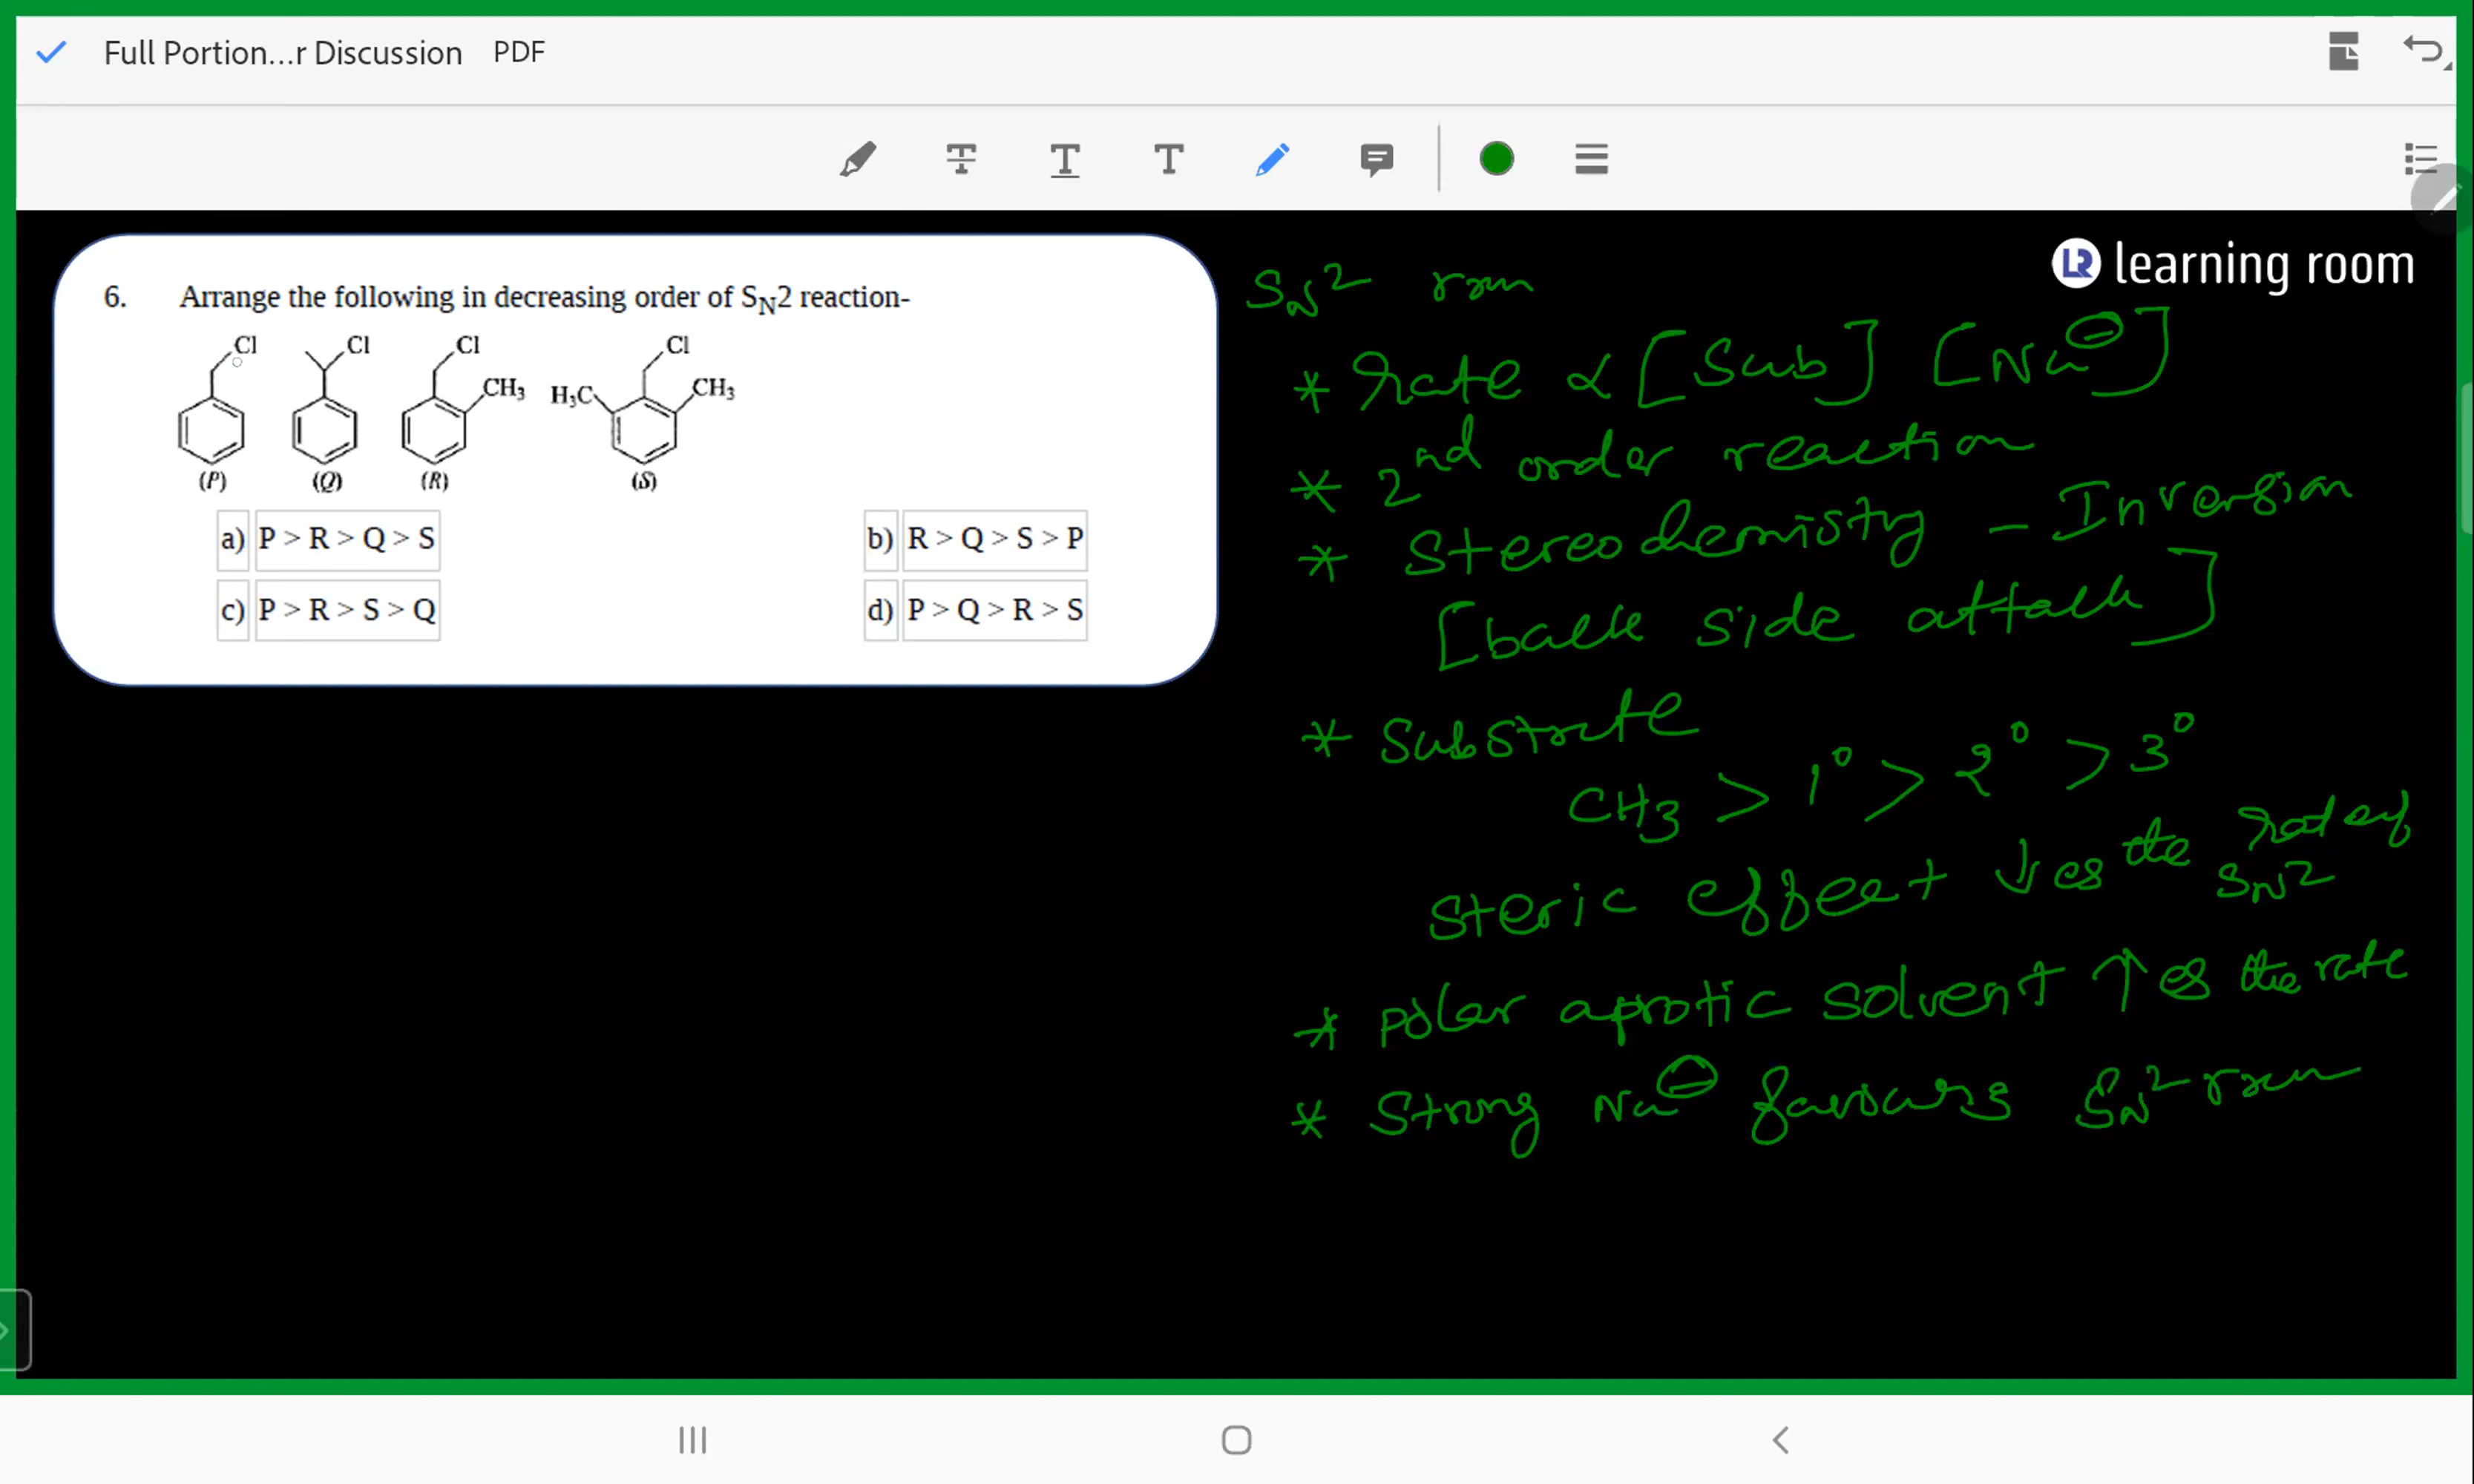 Full Portion...r Discussion PDF
learning room
6. Arrange the following in decreasing order of SN2 reaction-
Cl Cl Cl CH3 H3C Cl CH3
(P) (Q) (R) (S)
a) P > R > Q > S b) R > Q > S > P
c) P > R > S > Q d) P > Q > R > S
SN2 rxn
* Rate ∝ [Sub] [Nu⊖]
* 2nd order reaction
* Stereochemisty - Inversion
[back side attack]
* Substrate
CH3 > 1° > 2° > 3°
Steric effect ↓es the rate of SN2
* Polar aprotic solvent ↑es the rate
* Strong Nu⊖ favours SN2 rxn